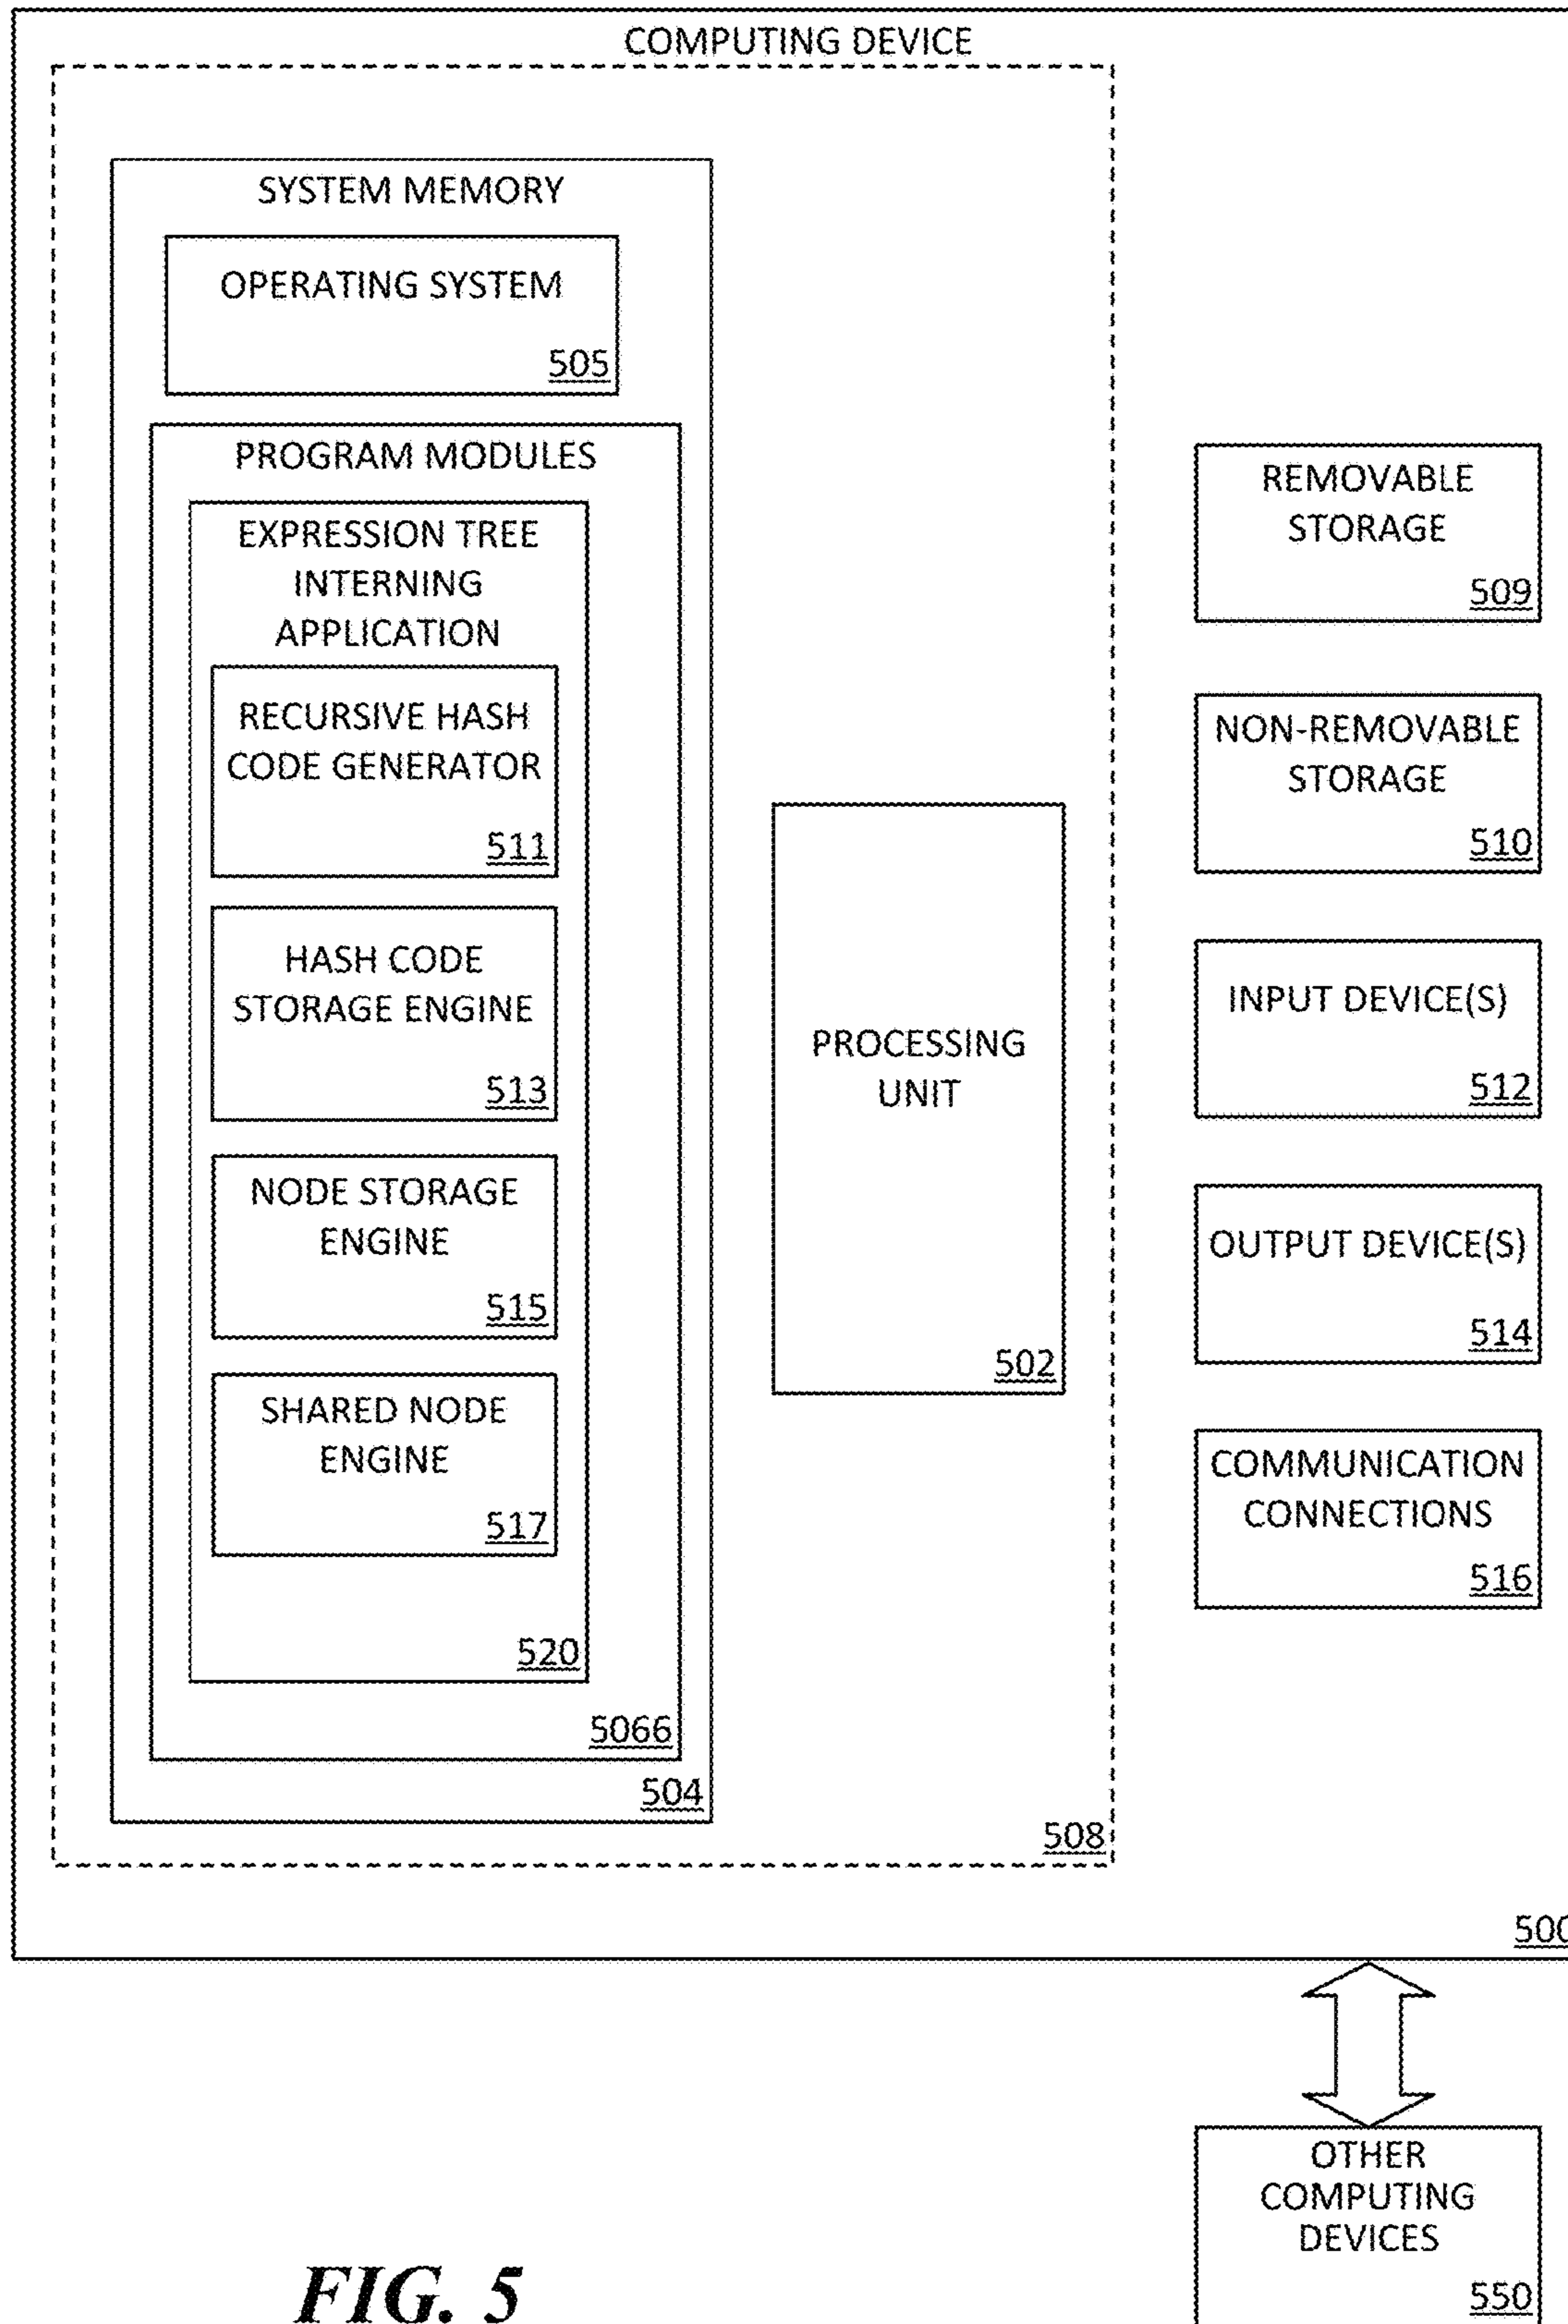 COMPUTING DEVICE
SYSTEM MEMORY
OPERATING SYSTEM
505
PROGRAM MODULES
EXPRESSION TREE
INTERNING
APPLICATION
RECURSIVE HASH
CODE GENERATOR
511
HASH CODE
STORAGE ENGINE
513
NODE STORAGE
ENGINE
515
SHARED NODE
ENGINE
517
520
5066
504
PROCESSING
UNIT
502
508
REMOVABLE
STORAGE
509
NON-REMOVABLE
STORAGE
510
INPUT DEVICE(S)
512
OUTPUT DEVICE(S)
514
COMMUNICATION
CONNECTIONS
516
500
OTHER
COMPUTING
DEVICES
550
FIG. 5